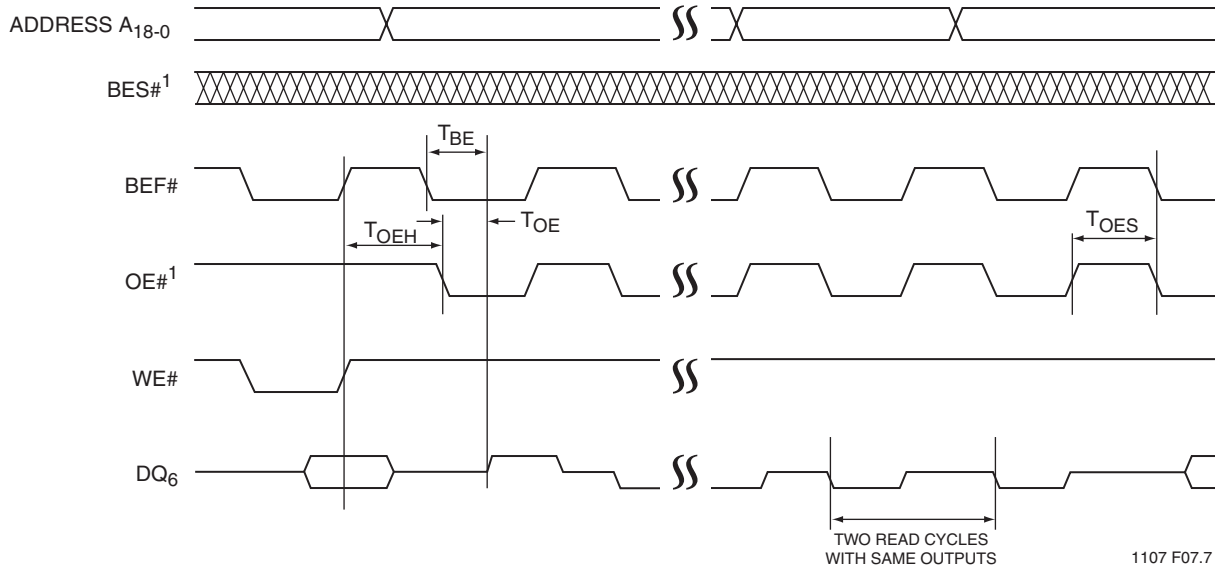 ADDRESS A18-0
BES#1
TBE
BEF#
TOE
TOEH
TOES
OE#1
WE#
DQ6
TWO READ CYCLES
WITH SAME OUTPUTS
1107 F07.7